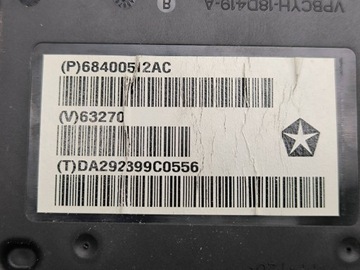 VPBCYH-18D419-A
(P)68400512AC
(V)63270
(T)DA292399C0556